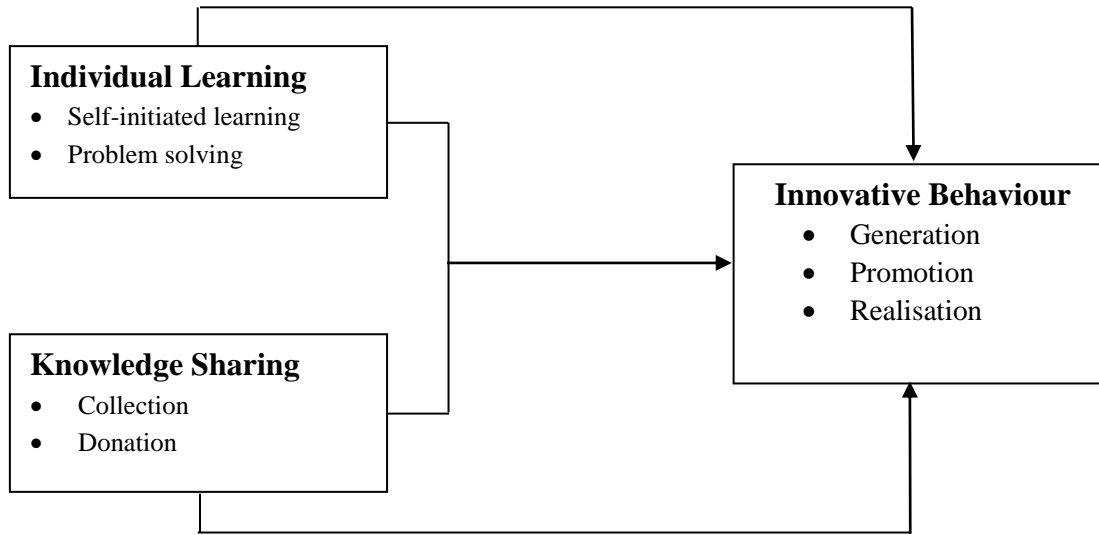 Individual Learning
• Self-initiated learning
• Problem solving
Innovative Behaviour
• Generation
• Promotion
• Realisation
Knowledge Sharing
• Collection
• Donation